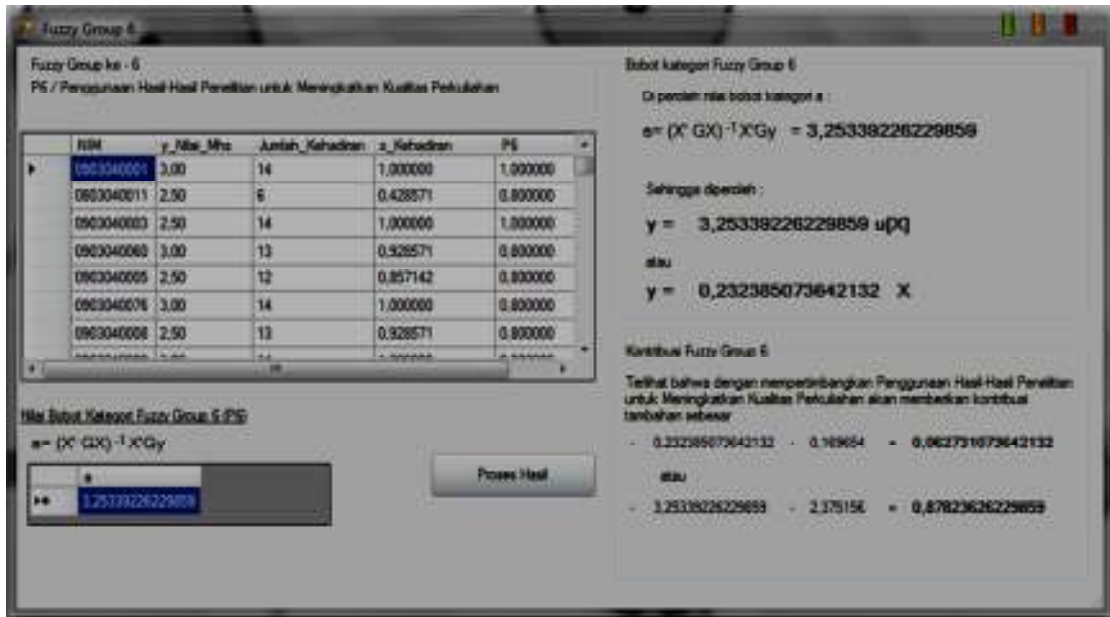 Fuzzy Group 6
Fuzzy Group ke - 6
P6 / Penggunaan Hasil-Hasil Penelitian untuk Meningkatkan Kualitas Perkuliahan
NIM y_Nilai_Mhs Jumlah_Kehadiran x_Kehadiran P6
0903040001 3,00 14 1,000000 1,000000
0803040011 2,50 6 0.428571 0.800000
0903040003 2,50 14 1,000000 1,000000
0903040060 3,00 13 0,928571 0,800000
0903040005 2,50 12 0,857142 0,800000
0903040076 3,00 14 1,000000 0.800000
0903040008 2,50 13 0,928571 0.800000
Nilai Bobot Kategori Fuzzy Group 6 (P6)
a= (X' GX) -1 X'Gy
a
3,25339226229859
Proses Hasil
Bobot kategori Fuzzy Group 6
Di peroleh nilai bobot kategori a :
a= (X' GX) -1 X'Gy = 3,25339226229859
Sehingga diperoleh :
y = 3,25339226229859 u[X]
atau
y = 0,232385073642132 X
Kontribusi Fuzzy Group 6
Terlihat bahwa dengan mempertimbangkan Penggunaan Hasil-Hasil Penelitian
untuk Meningkatkan Kualitas Perkuliahan akan memberikan kontribusi
tambahan sebesar
- 0,232385073642132 - 0,169654 = 0,062731073642132
atau
- 3,25339226229859 - 2,375156 = 0,87823626229859